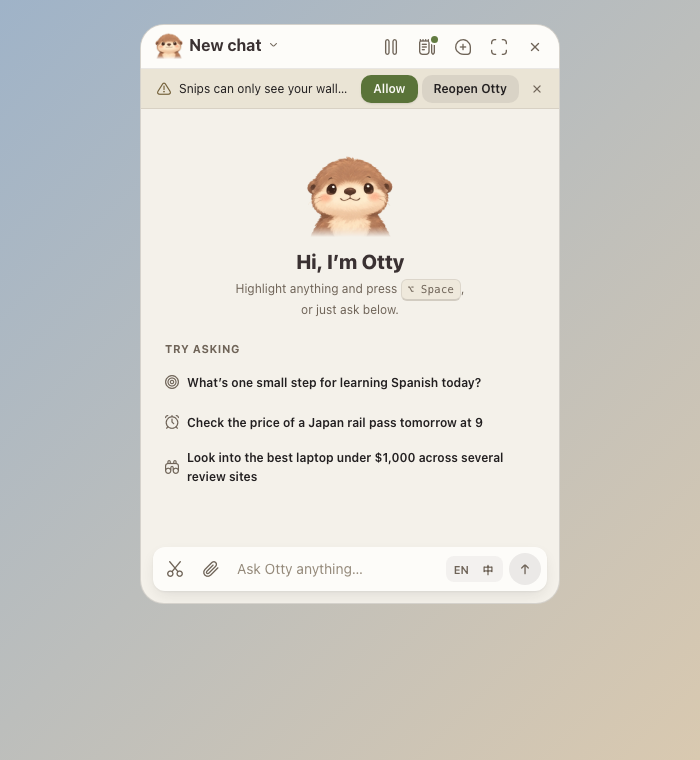 New chat
Snips can only see your wall...
Allow
Reopen Otty
Hi, I’m Otty
Highlight anything and press ⌥ Space,
or just ask below.
TRY ASKING
What’s one small step for learning Spanish today?
Check the price of a Japan rail pass tomorrow at 9
Look into the best laptop under $1,000 across several
review sites
Ask Otty anything...
EN 中